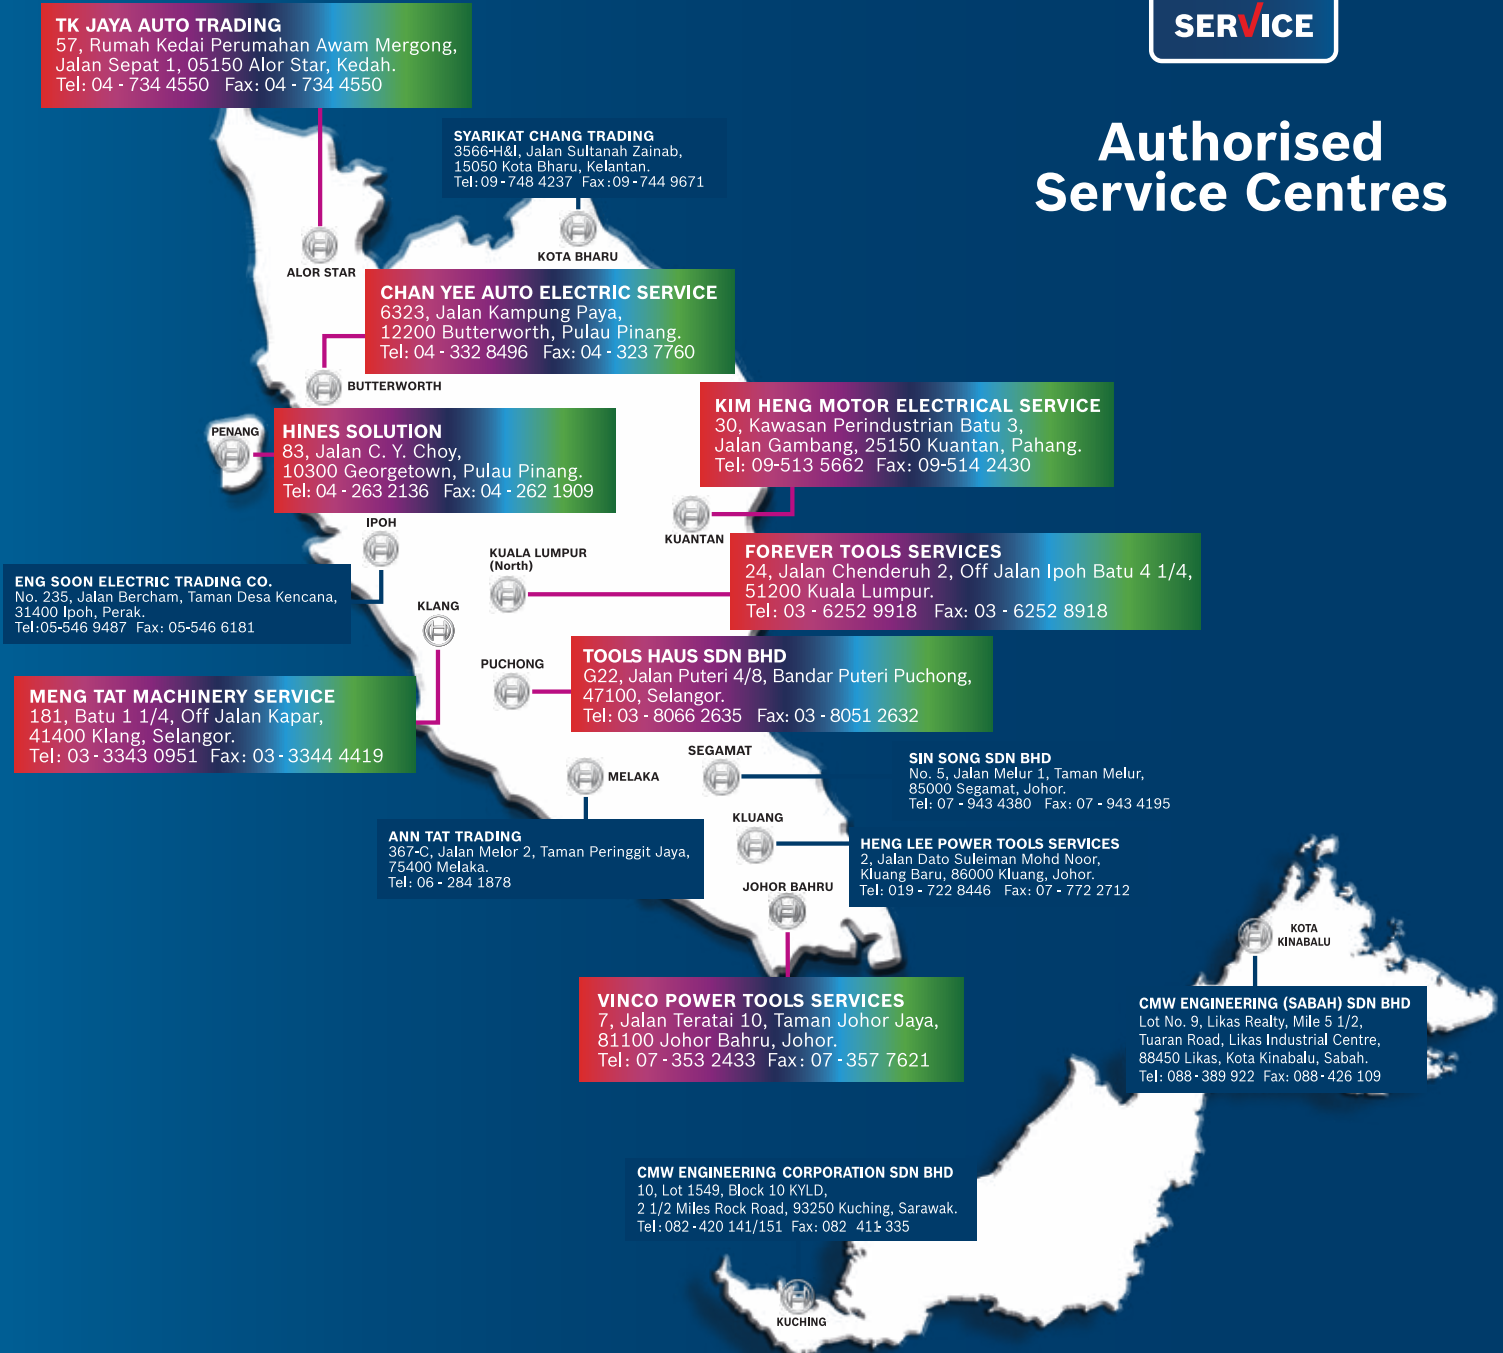 SERVICE
Authorised
Service Centres
TK JAYA AUTO TRADING
57, Rumah Kedai Perumahan Awam Mergong,
Jalan Sepat 1, 05150 Alor Star, Kedah.
Tel: 04 - 734 4550 Fax: 04 - 734 4550
SYARIKAT CHANG TRADING
3566-H&I, Jalan Sultanah Zainab,
15050 Kota Bharu, Kelantan.
Tel: 09 - 748 4237 Fax: 09 - 744 9671
ALOR STAR
KOTA BHARU
CHAN YEE AUTO ELECTRIC SERVICE
6323, Jalan Kampung Paya,
12200 Butterworth, Pulau Pinang.
Tel: 04 - 332 8496 Fax: 04 - 323 7760
BUTTERWORTH
PENANG
HINES SOLUTION
83, Jalan C. Y. Choy,
10300 Georgetown, Pulau Pinang.
Tel: 04 - 263 2136 Fax: 04 - 262 1909
KIM HENG MOTOR ELECTRICAL SERVICE
30, Kawasan Perindustrian Batu 3,
Jalan Gambang, 25150 Kuantan, Pahang.
Tel: 09-513 5662 Fax: 09-514 2430
KUANTAN
IPOH
ENG SOON ELECTRIC TRADING CO.
No. 235, Jalan Bercham, Taman Desa Kencana,
31400 Ipoh, Perak.
Tel:05-546 9487 Fax: 05-546 6181
KUALA LUMPUR
(North)
FOREVER TOOLS SERVICES
24, Jalan Chenderuh 2, Off Jalan Ipoh Batu 4 1/4,
51200 Kuala Lumpur.
Tel: 03 - 6252 9918 Fax: 03 - 6252 8918
KLANG
MENG TAT MACHINERY SERVICE
181, Batu 1 1/4, Off Jalan Kapar,
41400 Klang, Selangor.
Tel: 03 - 3343 0951 Fax: 03 - 3344 4419
PUCHONG
TOOLS HAUS SDN BHD
G22, Jalan Puteri 4/8, Bandar Puteri Puchong,
47100, Selangor.
Tel: 03 - 8066 2635 Fax: 03 - 8051 2632
MELAKA
ANN TAT TRADING
367-C, Jalan Melor 2, Taman Peringgit Jaya,
75400 Melaka.
Tel: 06 - 284 1878
SEGAMAT
SIN SONG SDN BHD
No. 5, Jalan Melur 1, Taman Melur,
85000 Segamat, Johor.
Tel: 07 - 943 4380 Fax: 07 - 943 4195
KLUANG
HENG LEE POWER TOOLS SERVICES
2, Jalan Dato Suleiman Mohd Noor,
Kluang Baru, 86000 Kluang, Johor.
Tel: 019 - 722 8446 Fax: 07 - 772 2712
JOHOR BAHRU
VINCO POWER TOOLS SERVICES
7, Jalan Teratai 10, Taman Johor Jaya,
81100 Johor Bahru, Johor.
Tel: 07 - 353 2433 Fax: 07 - 357 7621
KOTA
KINABALU
CMW ENGINEERING (SABAH) SDN BHD
Lot No. 9, Likas Realty, Mile 5 1/2,
Tuaran Road, Likas Industrial Centre,
88450 Likas, Kota Kinabalu, Sabah.
Tel: 088 - 389 922 Fax: 088 - 426 109
CMW ENGINEERING CORPORATION SDN BHD
10, Lot 1549, Block 10 KYLD,
2 1/2 Miles Rock Road, 93250 Kuching, Sarawak.
Tel: 082 - 420 141/151 Fax: 082 411-335
KUCHING